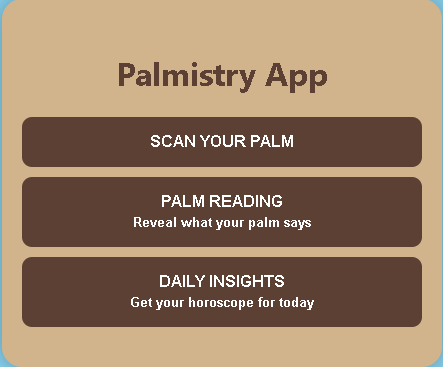 Palmistry App
SCAN YOUR PALM
PALM READING
Reveal what your palm says
DAILY INSIGHTS
Get your horoscope for today